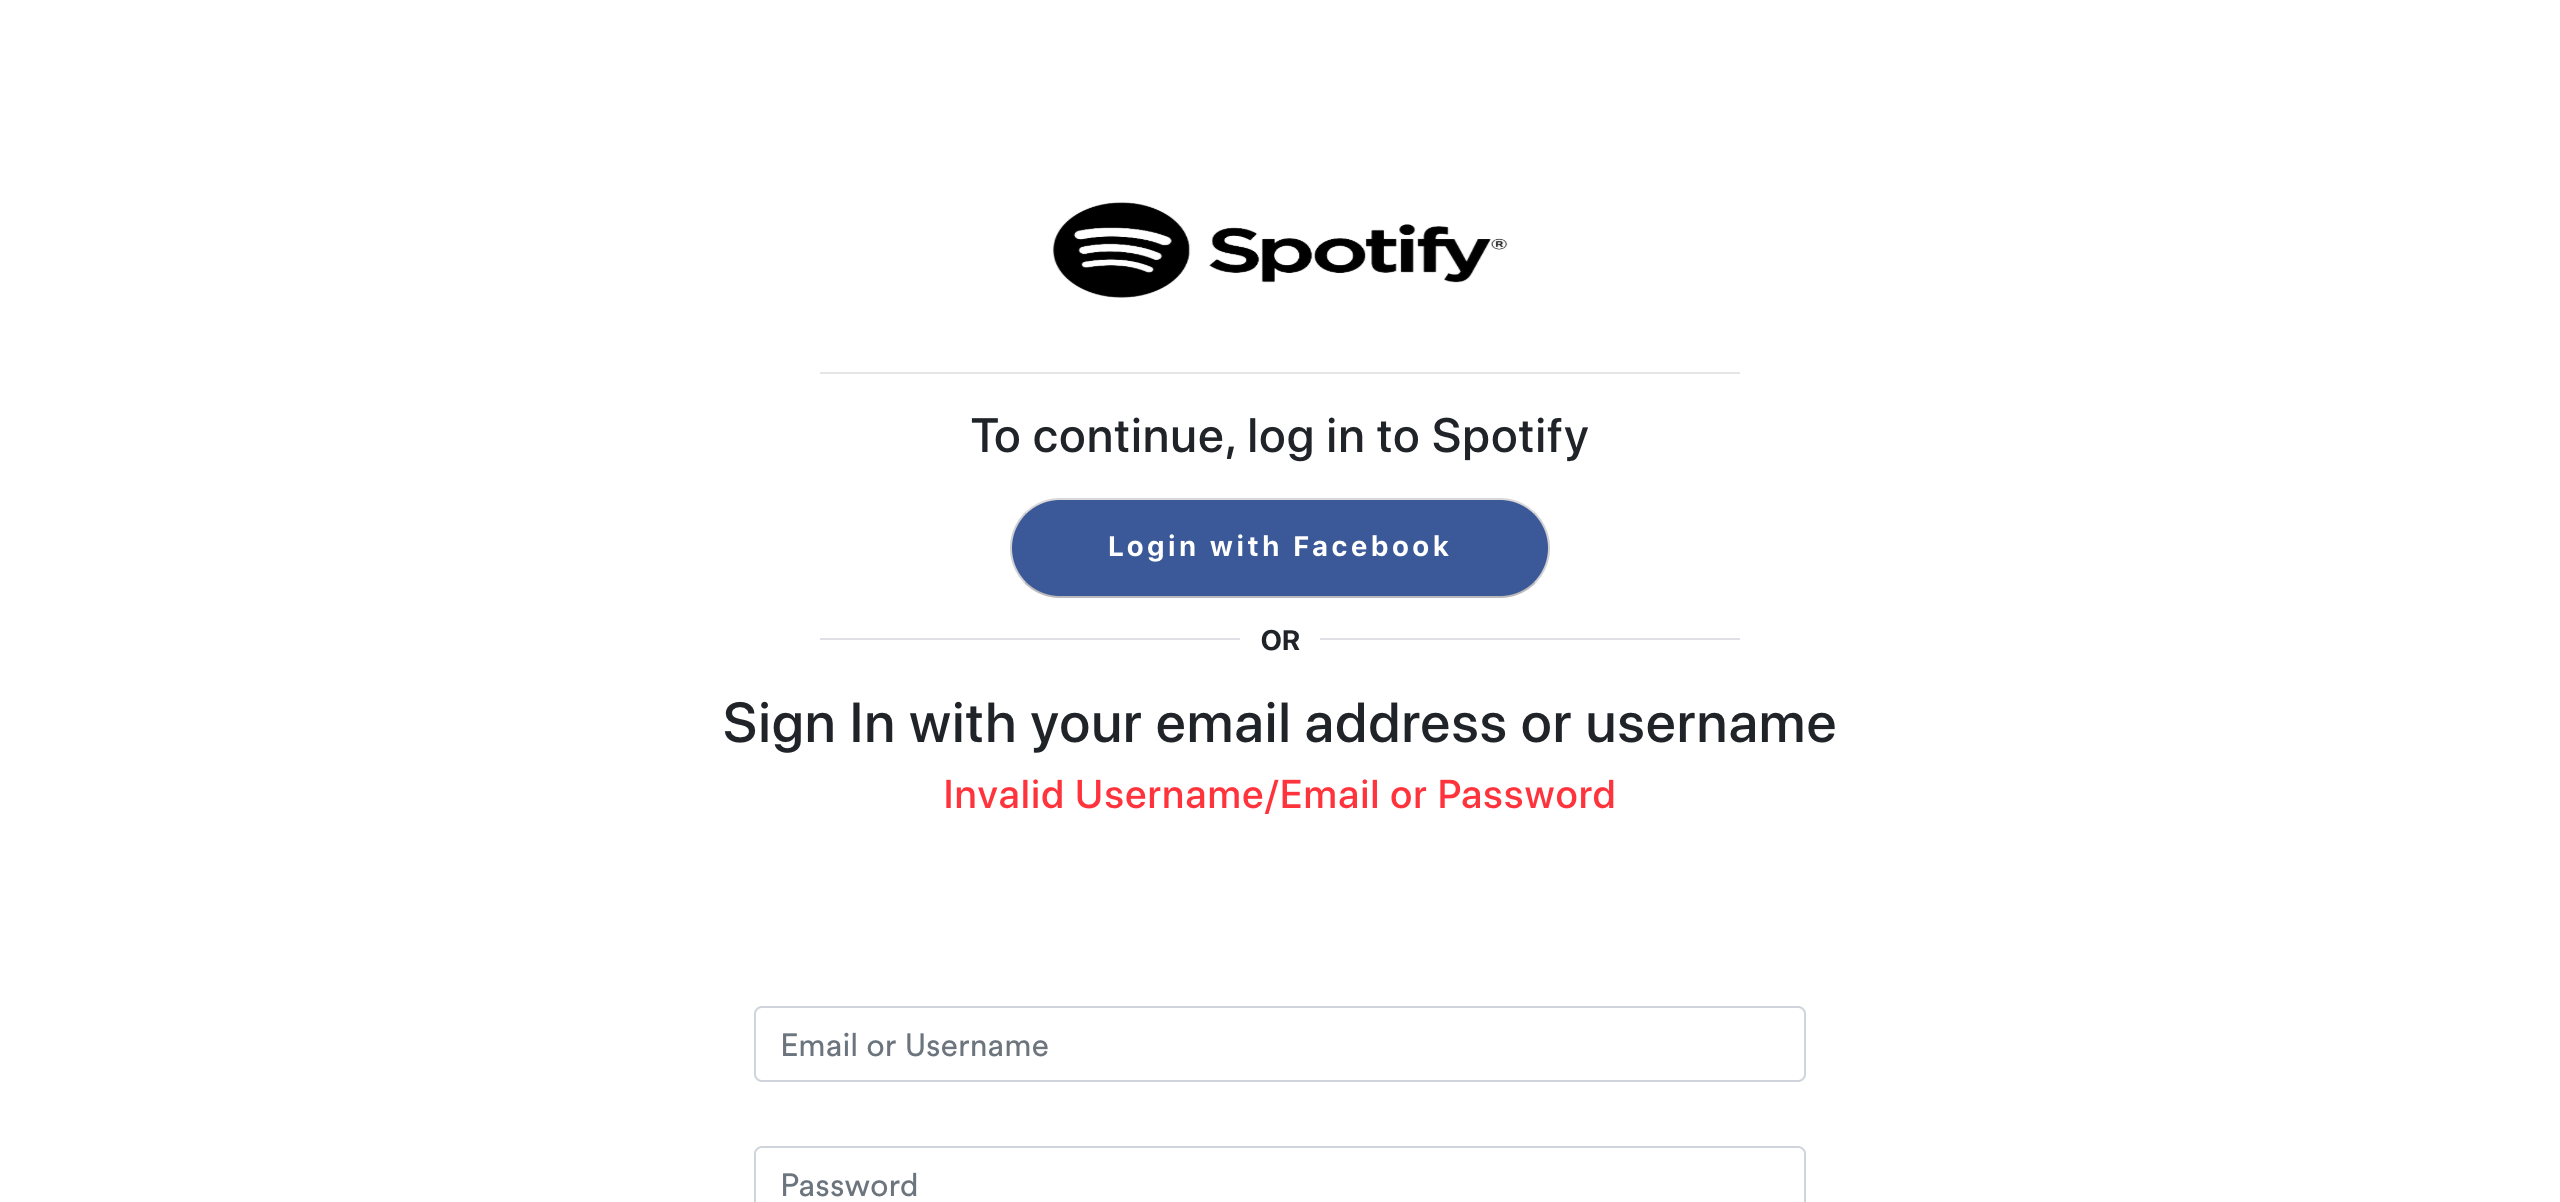 Spotify®
To continue, log in to Spotify
Login with Facebook
OR
Sign In with your email address or username
Invalid Username/Email or Password
Email or Username
Password